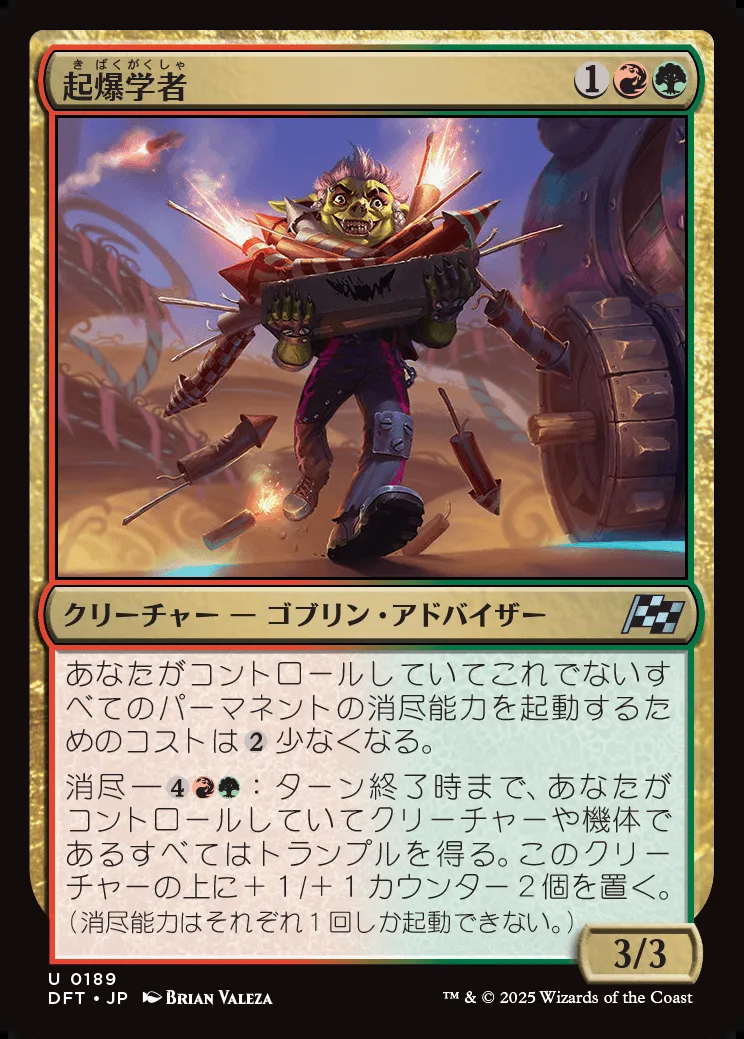 きばくがくしゃ
起爆学者 1
クリーチャー — ゴブリン・アドバイザー
あなたがコントロールしていてこれでないす
べてのパーマネントの消尽能力を起動するた
めのコストは 2 少なくなる。
消尽 — 4 : ターン終了時まで、あなたが
コントロールしていてクリーチャーや機体で
あるすべてはトランプルを得る。このクリー
チャーの上に＋1/＋1カウンター2個を置く。
（消尽能力はそれぞれ1回しか起動できない。）
3/3
U 0189
DFT • JP BRIAN VALEZA
™ & © 2025 Wizards of the Coast